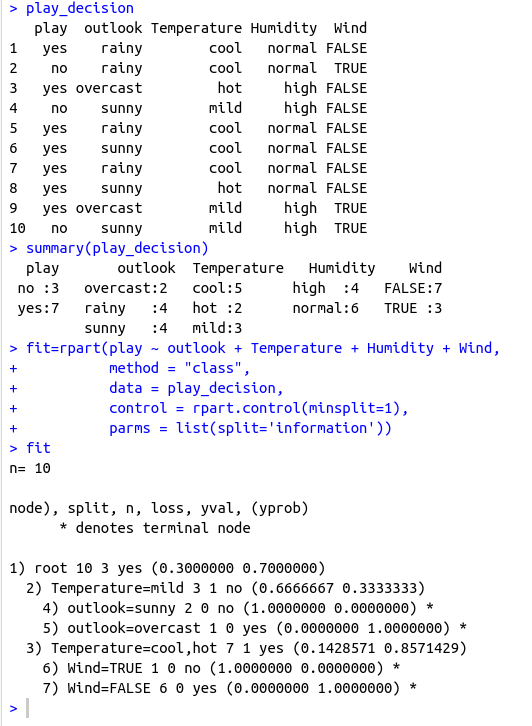 > play_decision
   play  outlook Temperature Humidity  Wind
1   yes    rainy        cool   normal FALSE
2    no    rainy        cool   normal  TRUE
3   yes overcast         hot     high FALSE
4    no    sunny        mild     high FALSE
5   yes    rainy        cool   normal FALSE
6   yes    sunny        cool   normal FALSE
7   yes    rainy        cool   normal FALSE
8   yes    sunny         hot   normal FALSE
9   yes overcast        mild     high  TRUE
10   no    sunny        mild     high  TRUE
> summary(play_decision)
  play       outlook  Temperature   Humidity    Wind
 no :3   overcast:2   cool:5      high  :4   FALSE:7
 yes:7   rainy   :4   hot :2      normal:6   TRUE :3
         sunny   :4   mild:3
> fit=rpart(play ~ outlook + Temperature + Humidity + Wind,
+           method = "class",
+           data = play_decision,
+           control = rpart.control(minsplit=1),
+           parms = list(split='information'))
> fit
n= 10

node), split, n, loss, yval, (yprob)
      * denotes terminal node

1) root 10 3 yes (0.3000000 0.7000000)
  2) Temperature=mild 3 1 no (0.6666667 0.3333333)
    4) outlook=sunny 2 0 no (1.0000000 0.0000000) *
    5) outlook=overcast 1 0 yes (0.0000000 1.0000000) *
  3) Temperature=cool,hot 7 1 yes (0.1428571 0.8571429)
    6) Wind=TRUE 1 0 no (1.0000000 0.0000000) *
    7) Wind=FALSE 6 0 yes (0.0000000 1.0000000) *
>